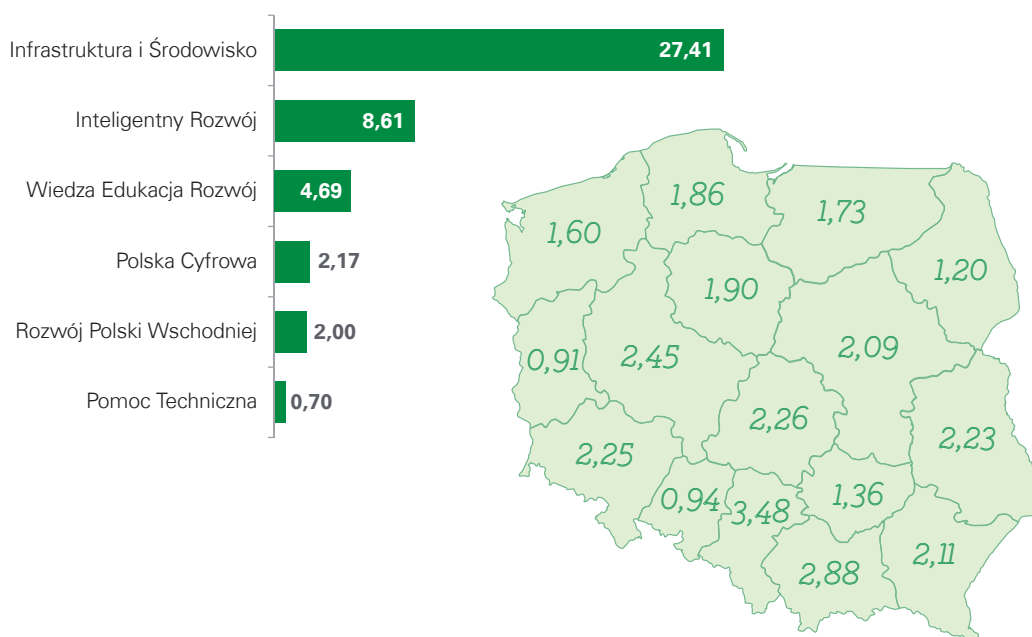 Infrastruktura i Środowisko 27,41
Inteligentny Rozwój 8,61
Wiedza Edukacja Rozwój 4,69
Polska Cyfrowa 2,17
Rozwój Polski Wschodniej 2,00
Pomoc Techniczna 0,70
1,60
1,86
1,73
1,20
1,90
0,91
2,45
2,09
2,26
2,25
2,23
0,94
3,48
1,36
2,88
2,11